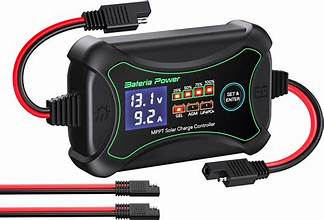 Bateria Power
25% 50% 75% 100%
13.1 V
9.2 A
SET &
ENTER
GEL AGM LiFePO₄
MPPT Solar Charge Controller